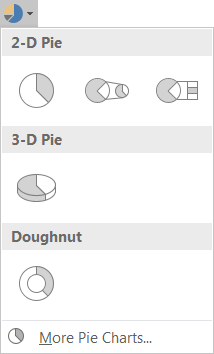 2-D Pie
3-D Pie
Doughnut
More Pie Charts...